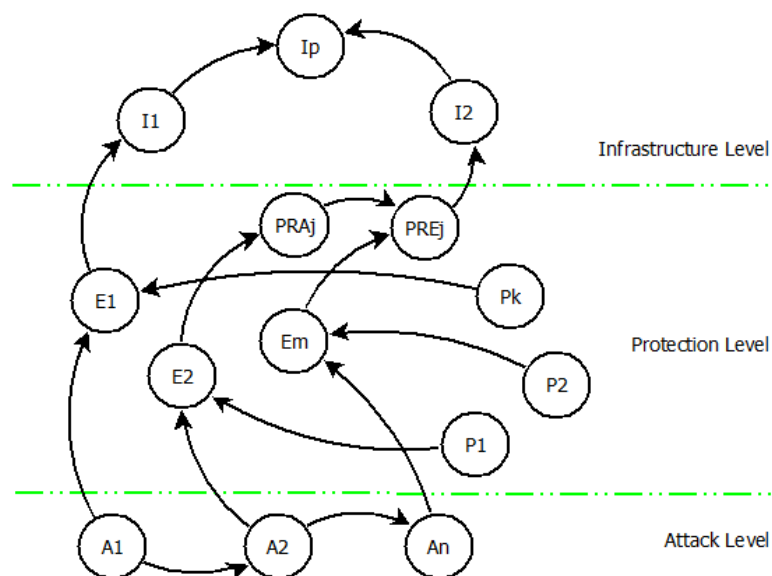 Ip
I1
I2
Infrastructure Level
PRAj
PREj
E1
Pk
Em
Protection Level
E2
P2
P1
A1
A2
An
Attack Level